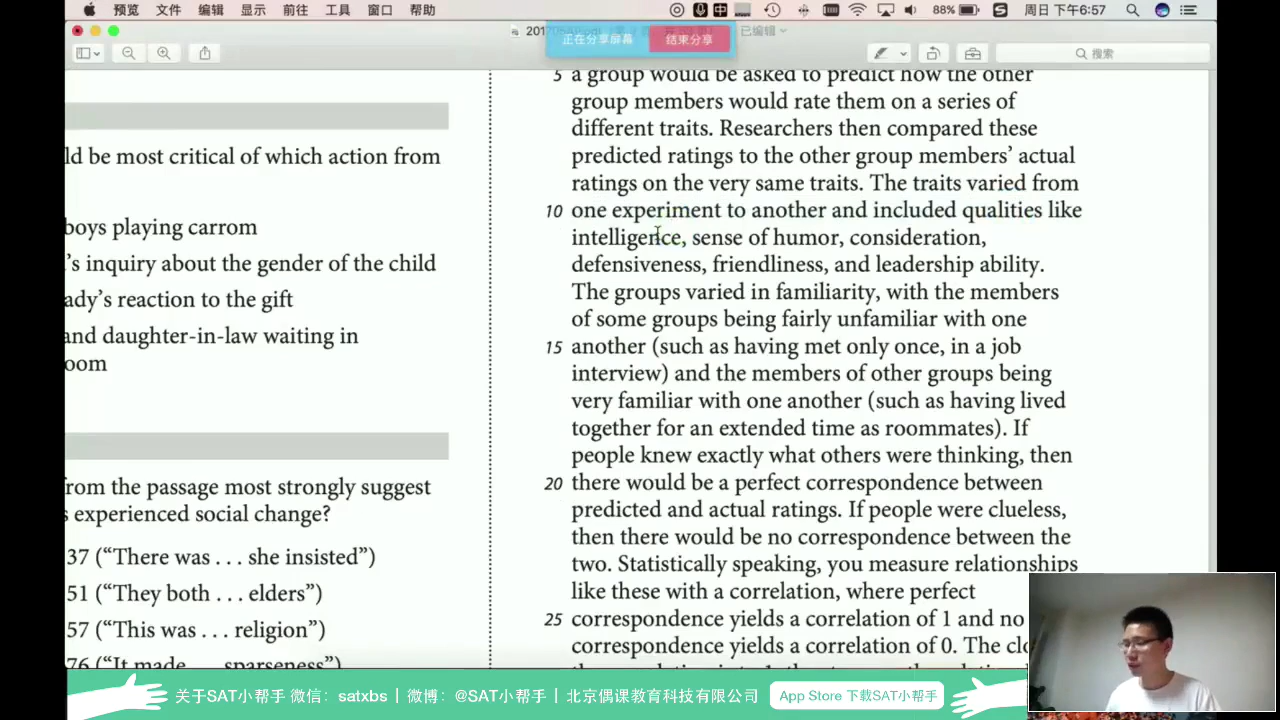 预览 文件 编辑 显示 前往 工具 窗口 帮助
88%
周日 下午6:57
正在分享屏幕
结束分享
已编辑
搜索
ld be most critical of which action from
boys playing carrom
's inquiry about the gender of the child
ady's reaction to the gift
and daughter-in-law waiting in
oom
from the passage most strongly suggest
s experienced social change?
37 (“There was . . . she insisted”)
51 (“They both . . . elders”)
57 (“This was . . . religion”)
76 (“It made . . . sparseness”)
5 a group would be asked to predict how the other
group members would rate them on a series of
different traits. Researchers then compared these
predicted ratings to the other group members’ actual
ratings on the very same traits. The traits varied from
10 one experiment to another and included qualities like
intelligence, sense of humor, consideration,
defensiveness, friendliness, and leadership ability.
The groups varied in familiarity, with the members
of some groups being fairly unfamiliar with one
15 another (such as having met only once, in a job
interview) and the members of other groups being
very familiar with one another (such as having lived
together for an extended time as roommates). If
people knew exactly what others were thinking, then
20 there would be a perfect correspondence between
predicted and actual ratings. If people were clueless,
then there would be no correspondence between the
two. Statistically speaking, you measure relationships
like these with a correlation, where perfect
25 correspondence yields a correlation of 1 and no
correspondence yields a correlation of 0. The clo
关于SAT小帮手 微信：satxbs | 微博：@SAT小帮手 | 北京偶课教育科技有限公司
App Store 下载SAT小帮手